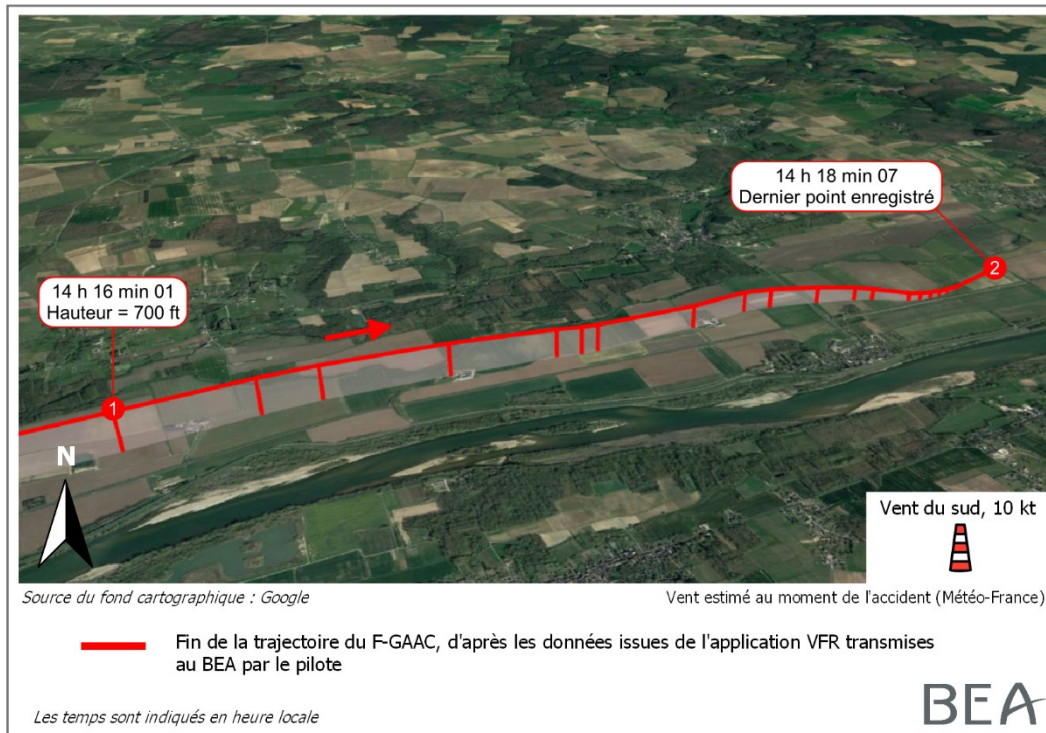 14 h 18 min 07
Dernier point enregistré
2
14 h 16 min 01
Hauteur = 700 ft
1
N
Vent du sud, 10 kt
Source du fond cartographique : Google
Vent estimé au moment de l'accident (Météo-France)
Fin de la trajectoire du F-GAAC, d'après les données issues de l'application VFR transmises
au BEA par le pilote
Les temps sont indiqués en heure locale
BEA